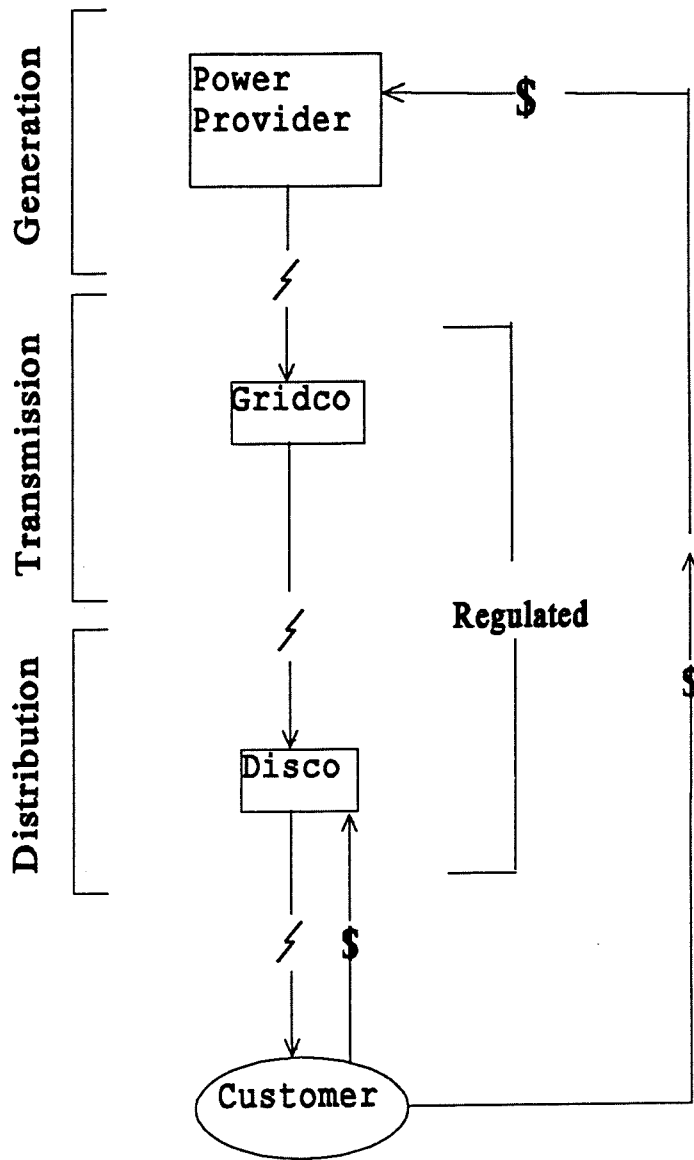 Generation
Power
Provider
$
Transmission
Gridco
Regulated
$
Distribution
Disco
$
Customer